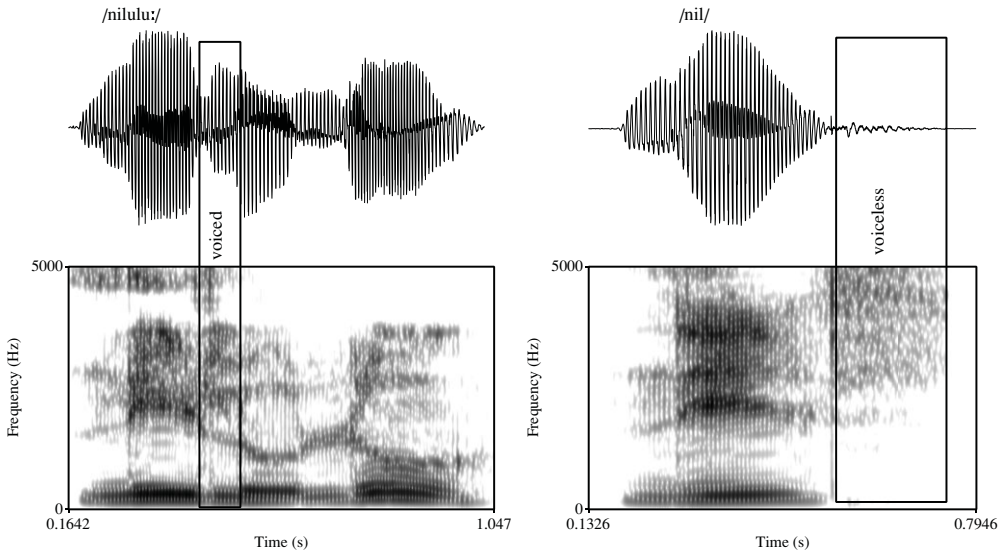 /nilulu:/
voiced
5000
Frequency (Hz)
0
0.1642
1.047
Time (s)
/nil/
voiceless
5000
Frequency (Hz)
0
0.1326
0.7946
Time (s)